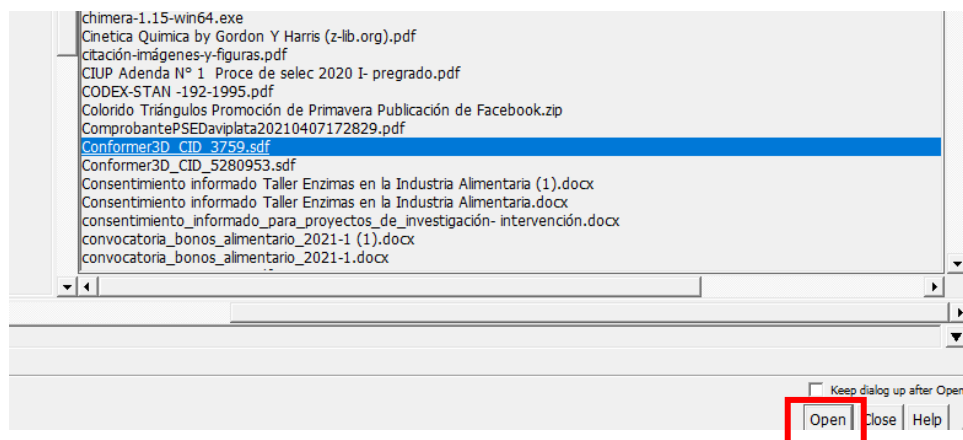 chimera-1.15-win64.exe
Cinetica Quimica by Gordon Y Harris (z-lib.org).pdf
citación-imágenes-y-figuras.pdf
CIUP Adenda N° 1 Proce de selec 2020 I- pregrado.pdf
CODEX-STAN -192-1995.pdf
Colorido Triángulos Promoción de Primavera Publicación de Facebook.zip
ComprobantePSEDaviplata20210407172829.pdf
Conformer3D_CID_3759.sdf
Conformer3D_CID_5280953.sdf
Consentimiento informado Taller Enzimas en la Industria Alimentaria (1).docx
Consentimiento informado Taller Enzimas en la Industria Alimentaria.docx
consentimiento_informado_para_proyectos_de_investigación- intervención.docx
convocatoria_bonos_alimentario_2021-1 (1).docx
convocatoria_bonos_alimentario_2021-1.docx
Keep dialog up after Open
Open Close Help